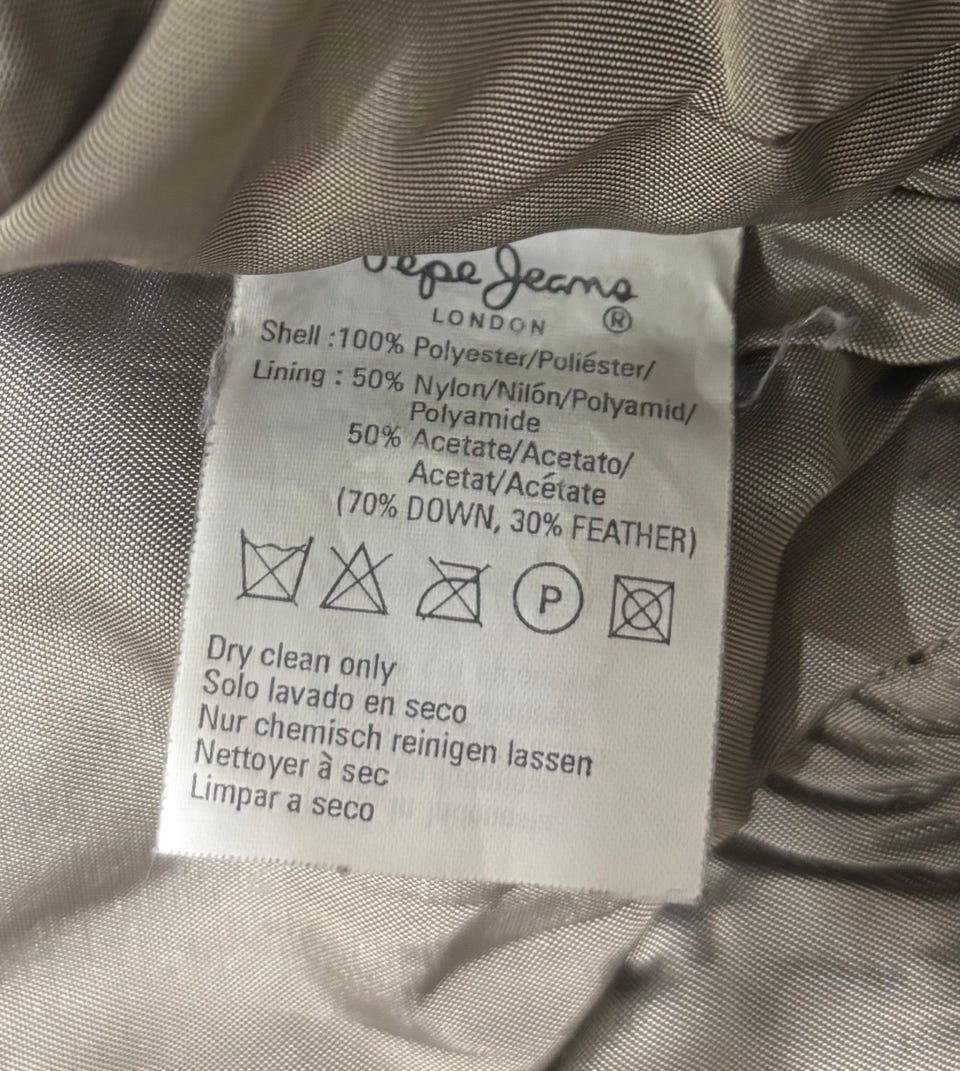 Pepe Jeans
LONDON ®
Shell :100% Polyester/Poliéster/
Lining : 50% Nylon/Nilón/Polyamid/
Polyamide
50% Acetate/Acetato/
Acetat/Acétate
(70% DOWN, 30% FEATHER)
P
Dry clean only
Solo lavado en seco
Nur chemisch reinigen lassen
Nettoyer à sec
Limpar a seco